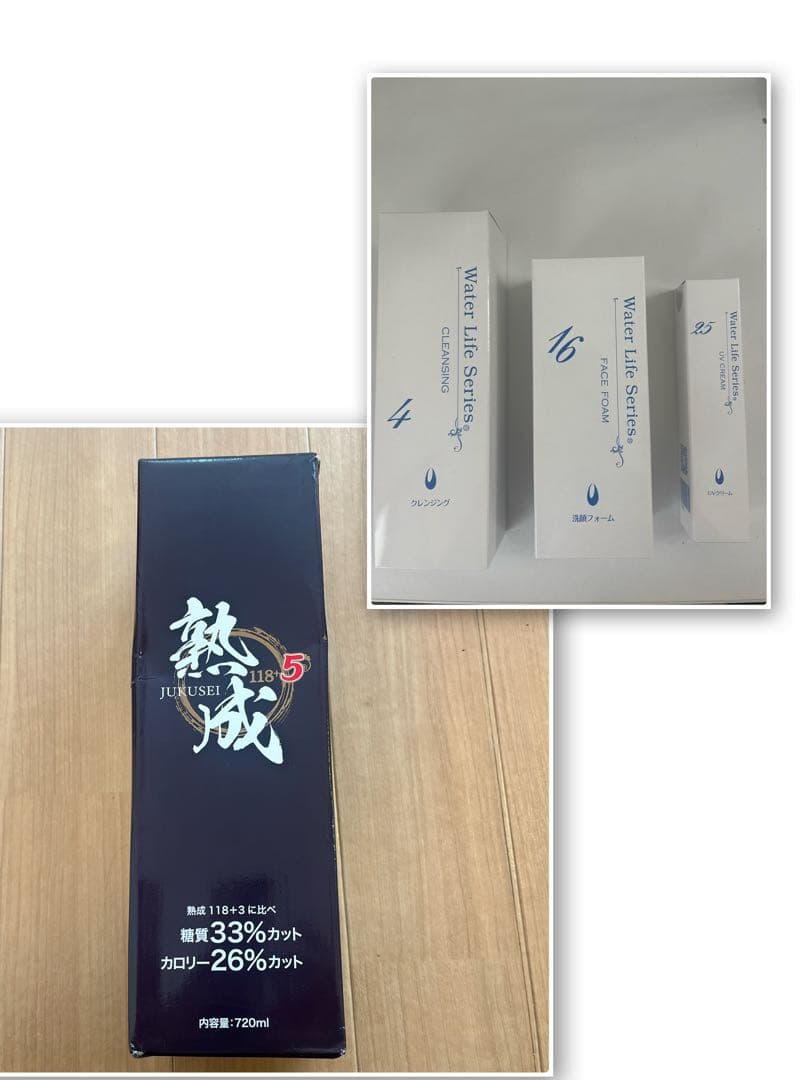 Water Life Series®
CLEANSING
4
クレンジング
Water Life Series®
FACE FOAM
16
洗顔フォーム
Water Life Series®
UV CREAM
25
UVクリーム
熟成
JUKUSEI
118+5
熟成118+3に比べ
糖質33%カット
カロリー26%カット
内容量:720ml